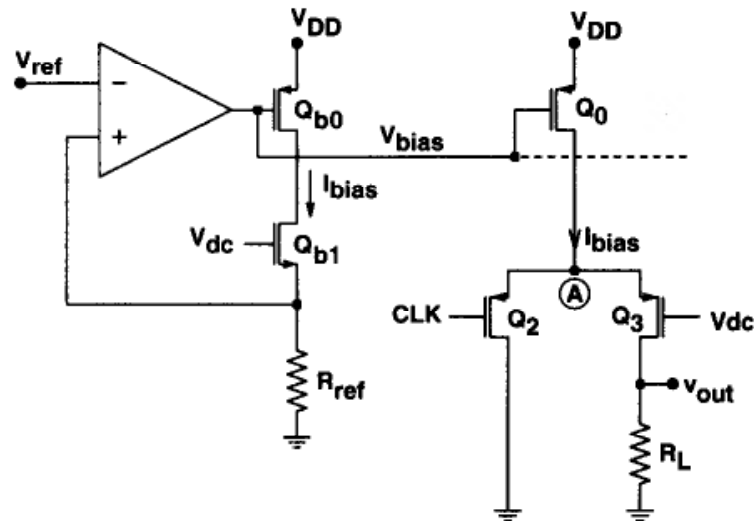 VDD
VDD
Vref
−
+
Qb0
Q0
Vbias
Ibias
Ibias
Vdc
Qb1
A
CLK
Q2
Q3
Vdc
vout
Rref
RL